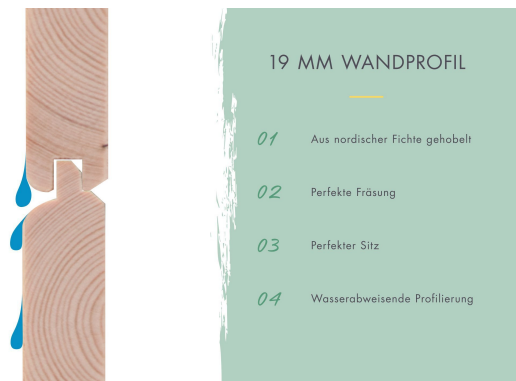 19 MM WANDPROFIL
01 Aus nordischer Fichte gehobelt
02 Perfekte Fräsung
03 Perfekter Sitz
04 Wasserabweisende Profilierung